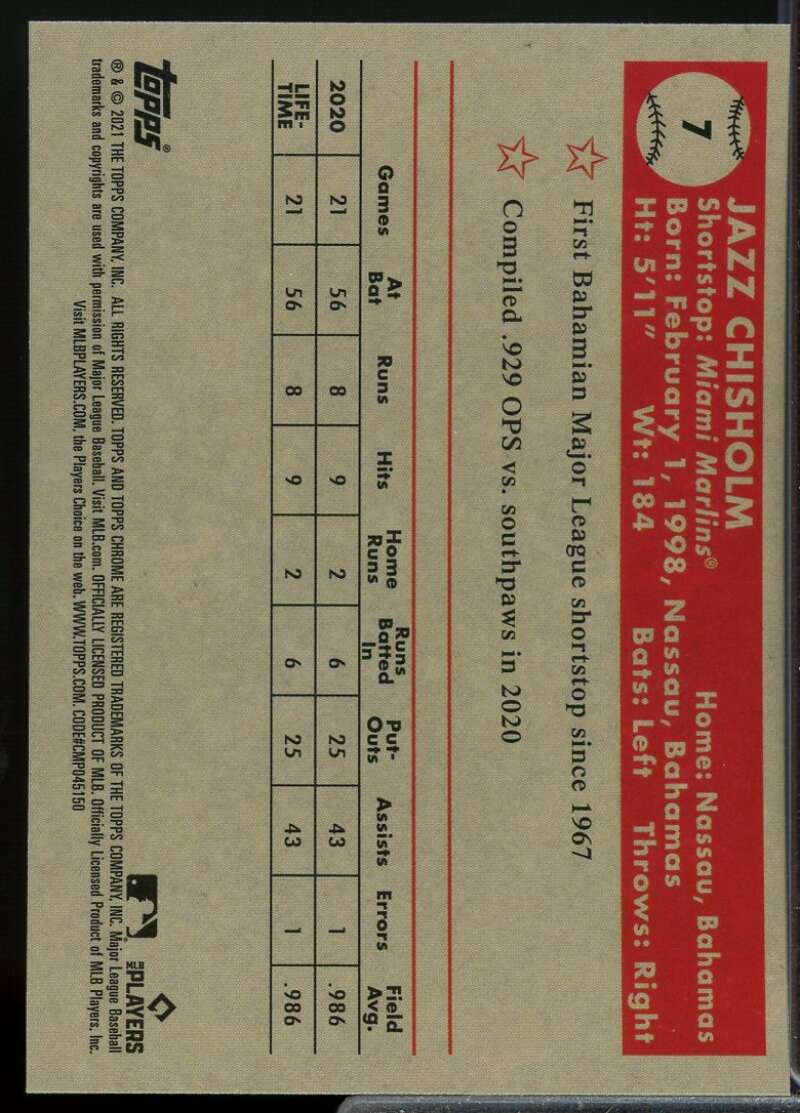 7
JAZZ CHISHOLM
Shortstop: Miami Marlins® Home: Nassau, Bahamas
Born: February 1, 1998, Nassau, Bahamas
Ht: 5'11" Wt: 184 Bats: Left Throws: Right
First Bahamian Major League shortstop since 1967
Compiled .929 OPS vs. southpaws in 2020
Games At Bat Runs Hits Home Runs Runs Batted In Put-Outs Assists Errors Field Avg.
2020 21 56 8 9 2 6 25 43 1 .986
LIFE-TIME 21 56 8 9 2 6 25 43 1 .986
topps®
MLB PLAYERS
® & © 2021 THE TOPPS COMPANY, INC. ALL RIGHTS RESERVED. TOPPS AND TOPPS CHROME ARE REGISTERED TRADEMARKS OF THE TOPPS COMPANY, INC. Major League Baseball
trademarks and copyrights are used with permission of Major League Baseball. Visit MLB.com. OFFICIALLY LICENSED PRODUCT OF MLB. Officially Licensed Product of MLB Players, Inc.
Visit MLBPLAYERS.COM, the Players Choice on the web. WWW.TOPPS.COM. CODE#CMP045150